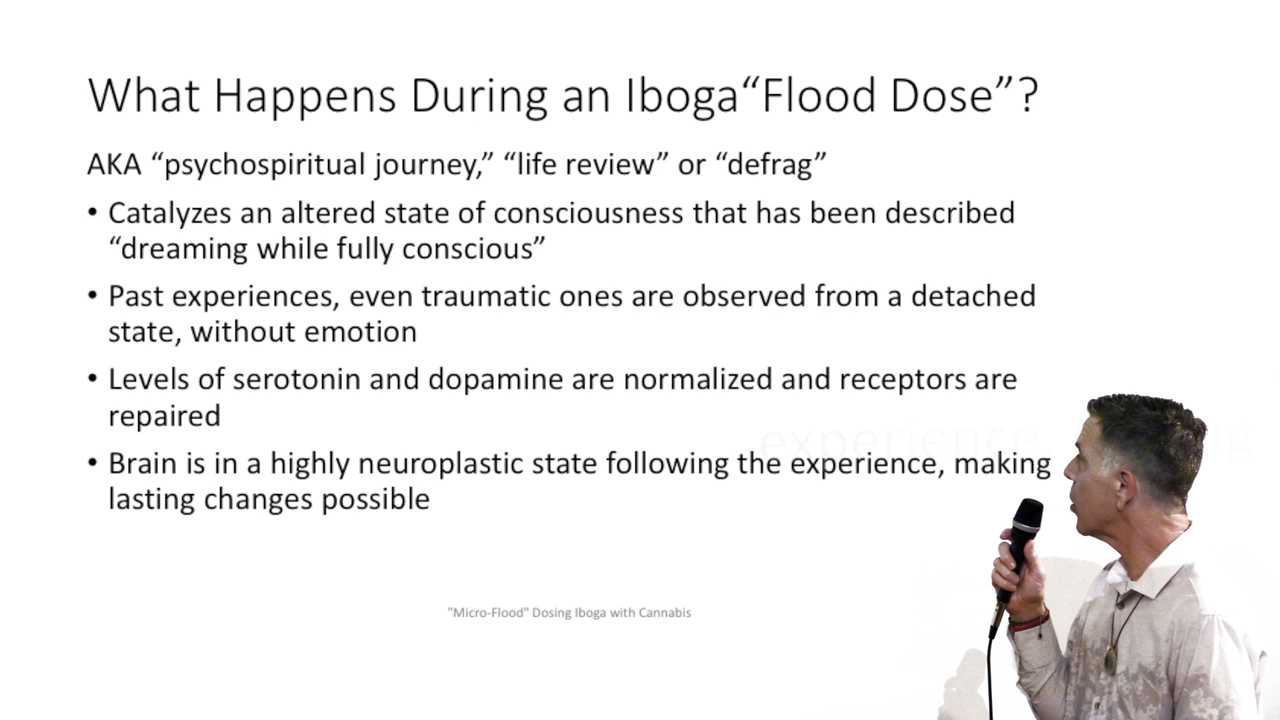 What Happens During an Iboga“Flood Dose”?
AKA “psychospiritual journey,” “life review” or “defrag”
• Catalyzes an altered state of consciousness that has been described
“dreaming while fully conscious”
• Past experiences, even traumatic ones are observed from a detached
state, without emotion
• Levels of serotonin and dopamine are normalized and receptors are
repaired
experience
• Brain is in a highly neuroplastic state following the experience, making
lasting changes possible
"Micro-Flood" Dosing Iboga with Cannabis